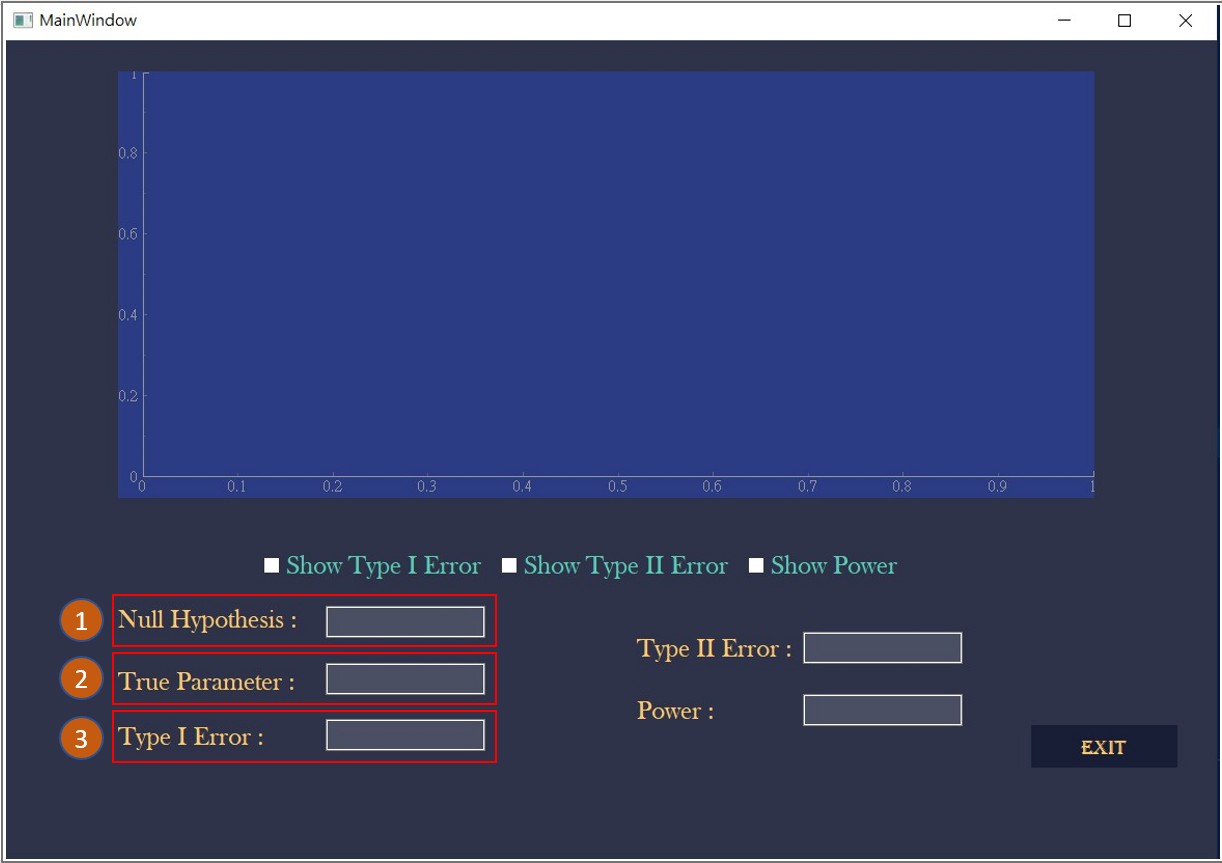 MainWindow
1
0.8
0.6
0.4
0.2
0
0 0.1 0.2 0.3 0.4 0.5 0.6 0.7 0.8 0.9 1
Show Type I Error Show Type II Error Show Power
1 Null Hypothesis :
2 True Parameter :
3 Type I Error :
Type II Error :
Power :
EXIT